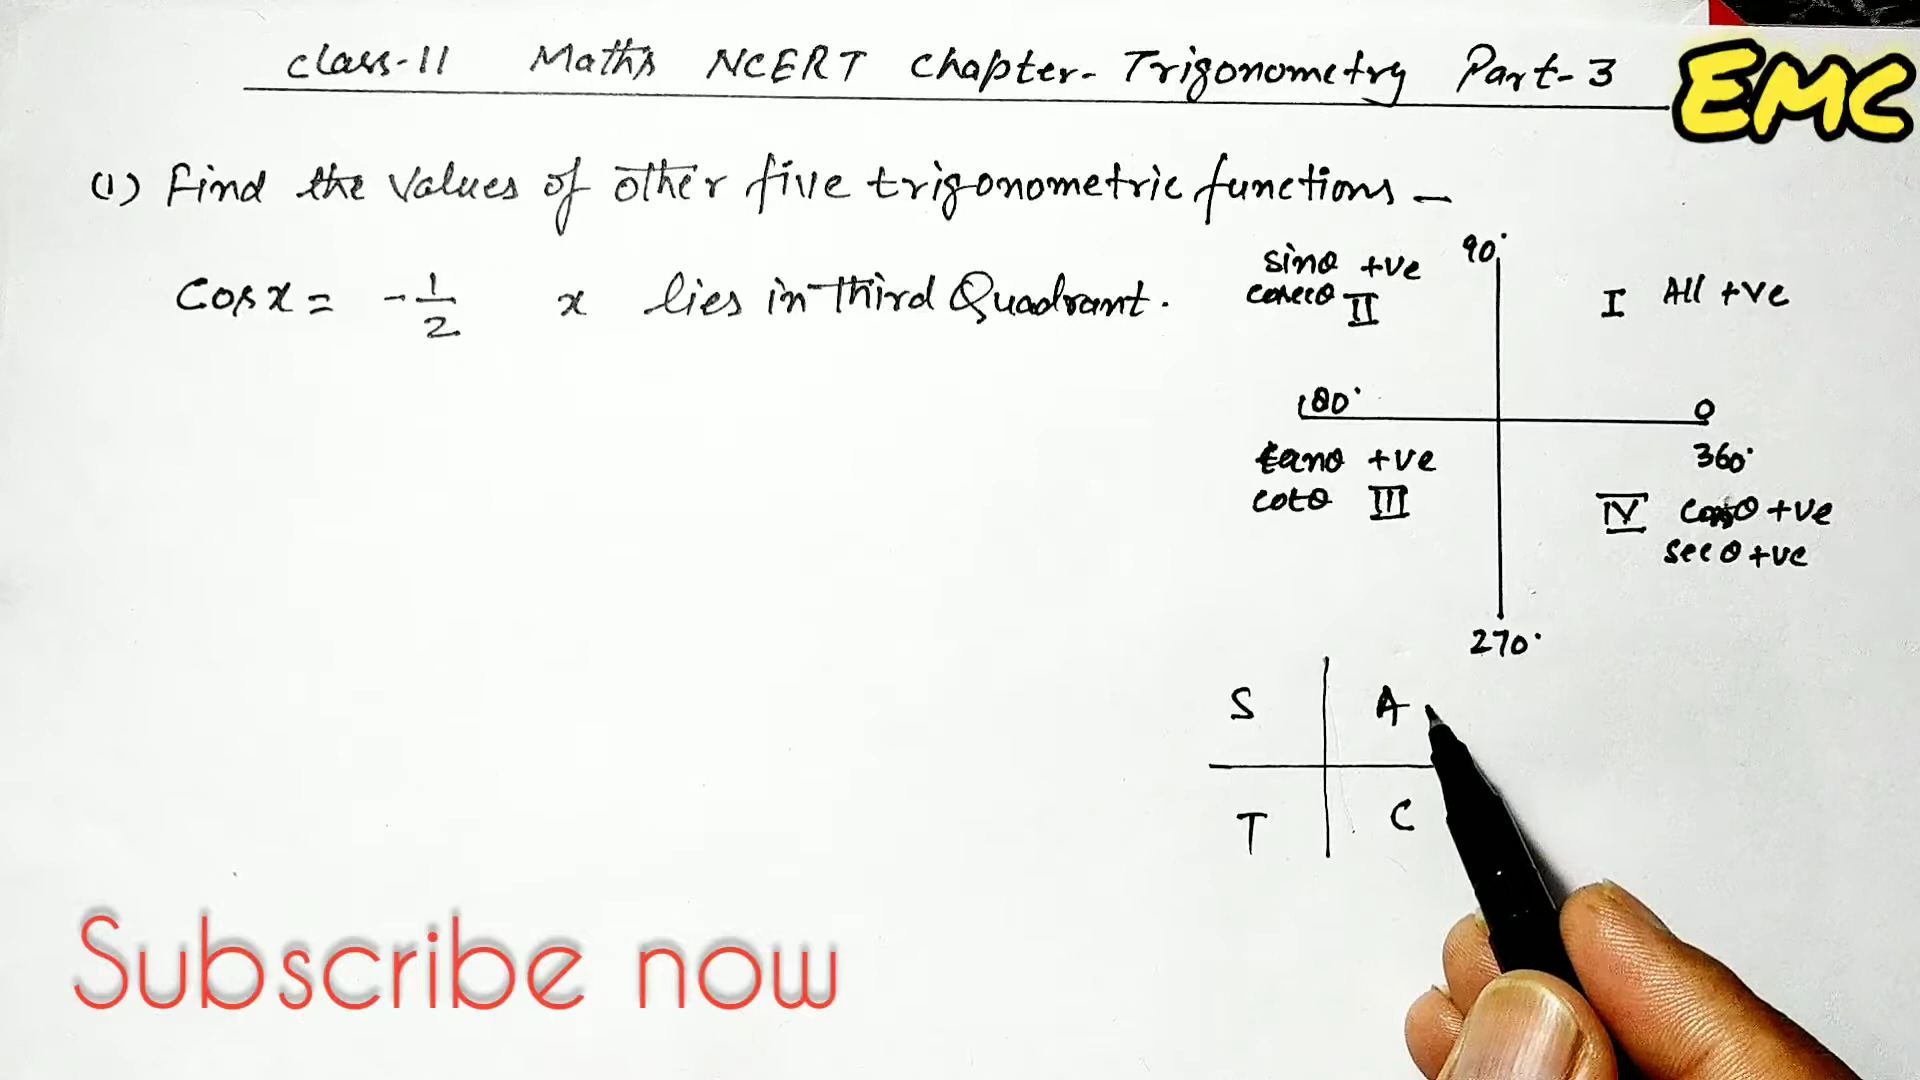 class-11 Maths NCERT Chapter- Trigonometry Part-3
EMC
(1) Find the values of other five trigonometric functions -
Cos x = -1/2 x lies in third Quadrant.
sinθ +ve
cosecθ II
90°
I All +ve
180°
0
360°
tanθ +ve
cotθ III
IV cosθ +ve
secθ +ve
270°
S A
T C
Subscribe now